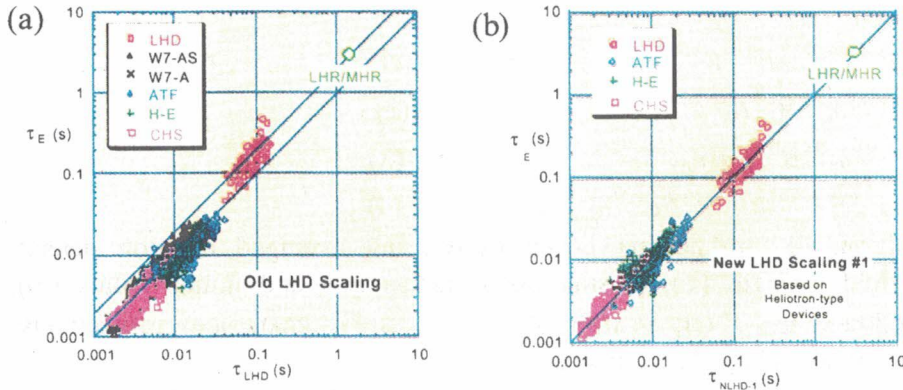 (a)
10
1
τE (s)
0.1
0.01
0.001
LHD
W7-AS
W7-A
ATF
H-E
CHS
LHR/MHR
Old LHD Scaling
0.001 0.01 0.1 1 10
τLHD (s)
(b)
10
1
τE (s)
0.1
0.01
0.001
LHD
ATF
H-E
CHS
LHR/MHR
New LHD Scaling #1
Based on
Heliotron-type
Devices
0.001 0.01 0.1 1 10
τNLHD-1 (s)